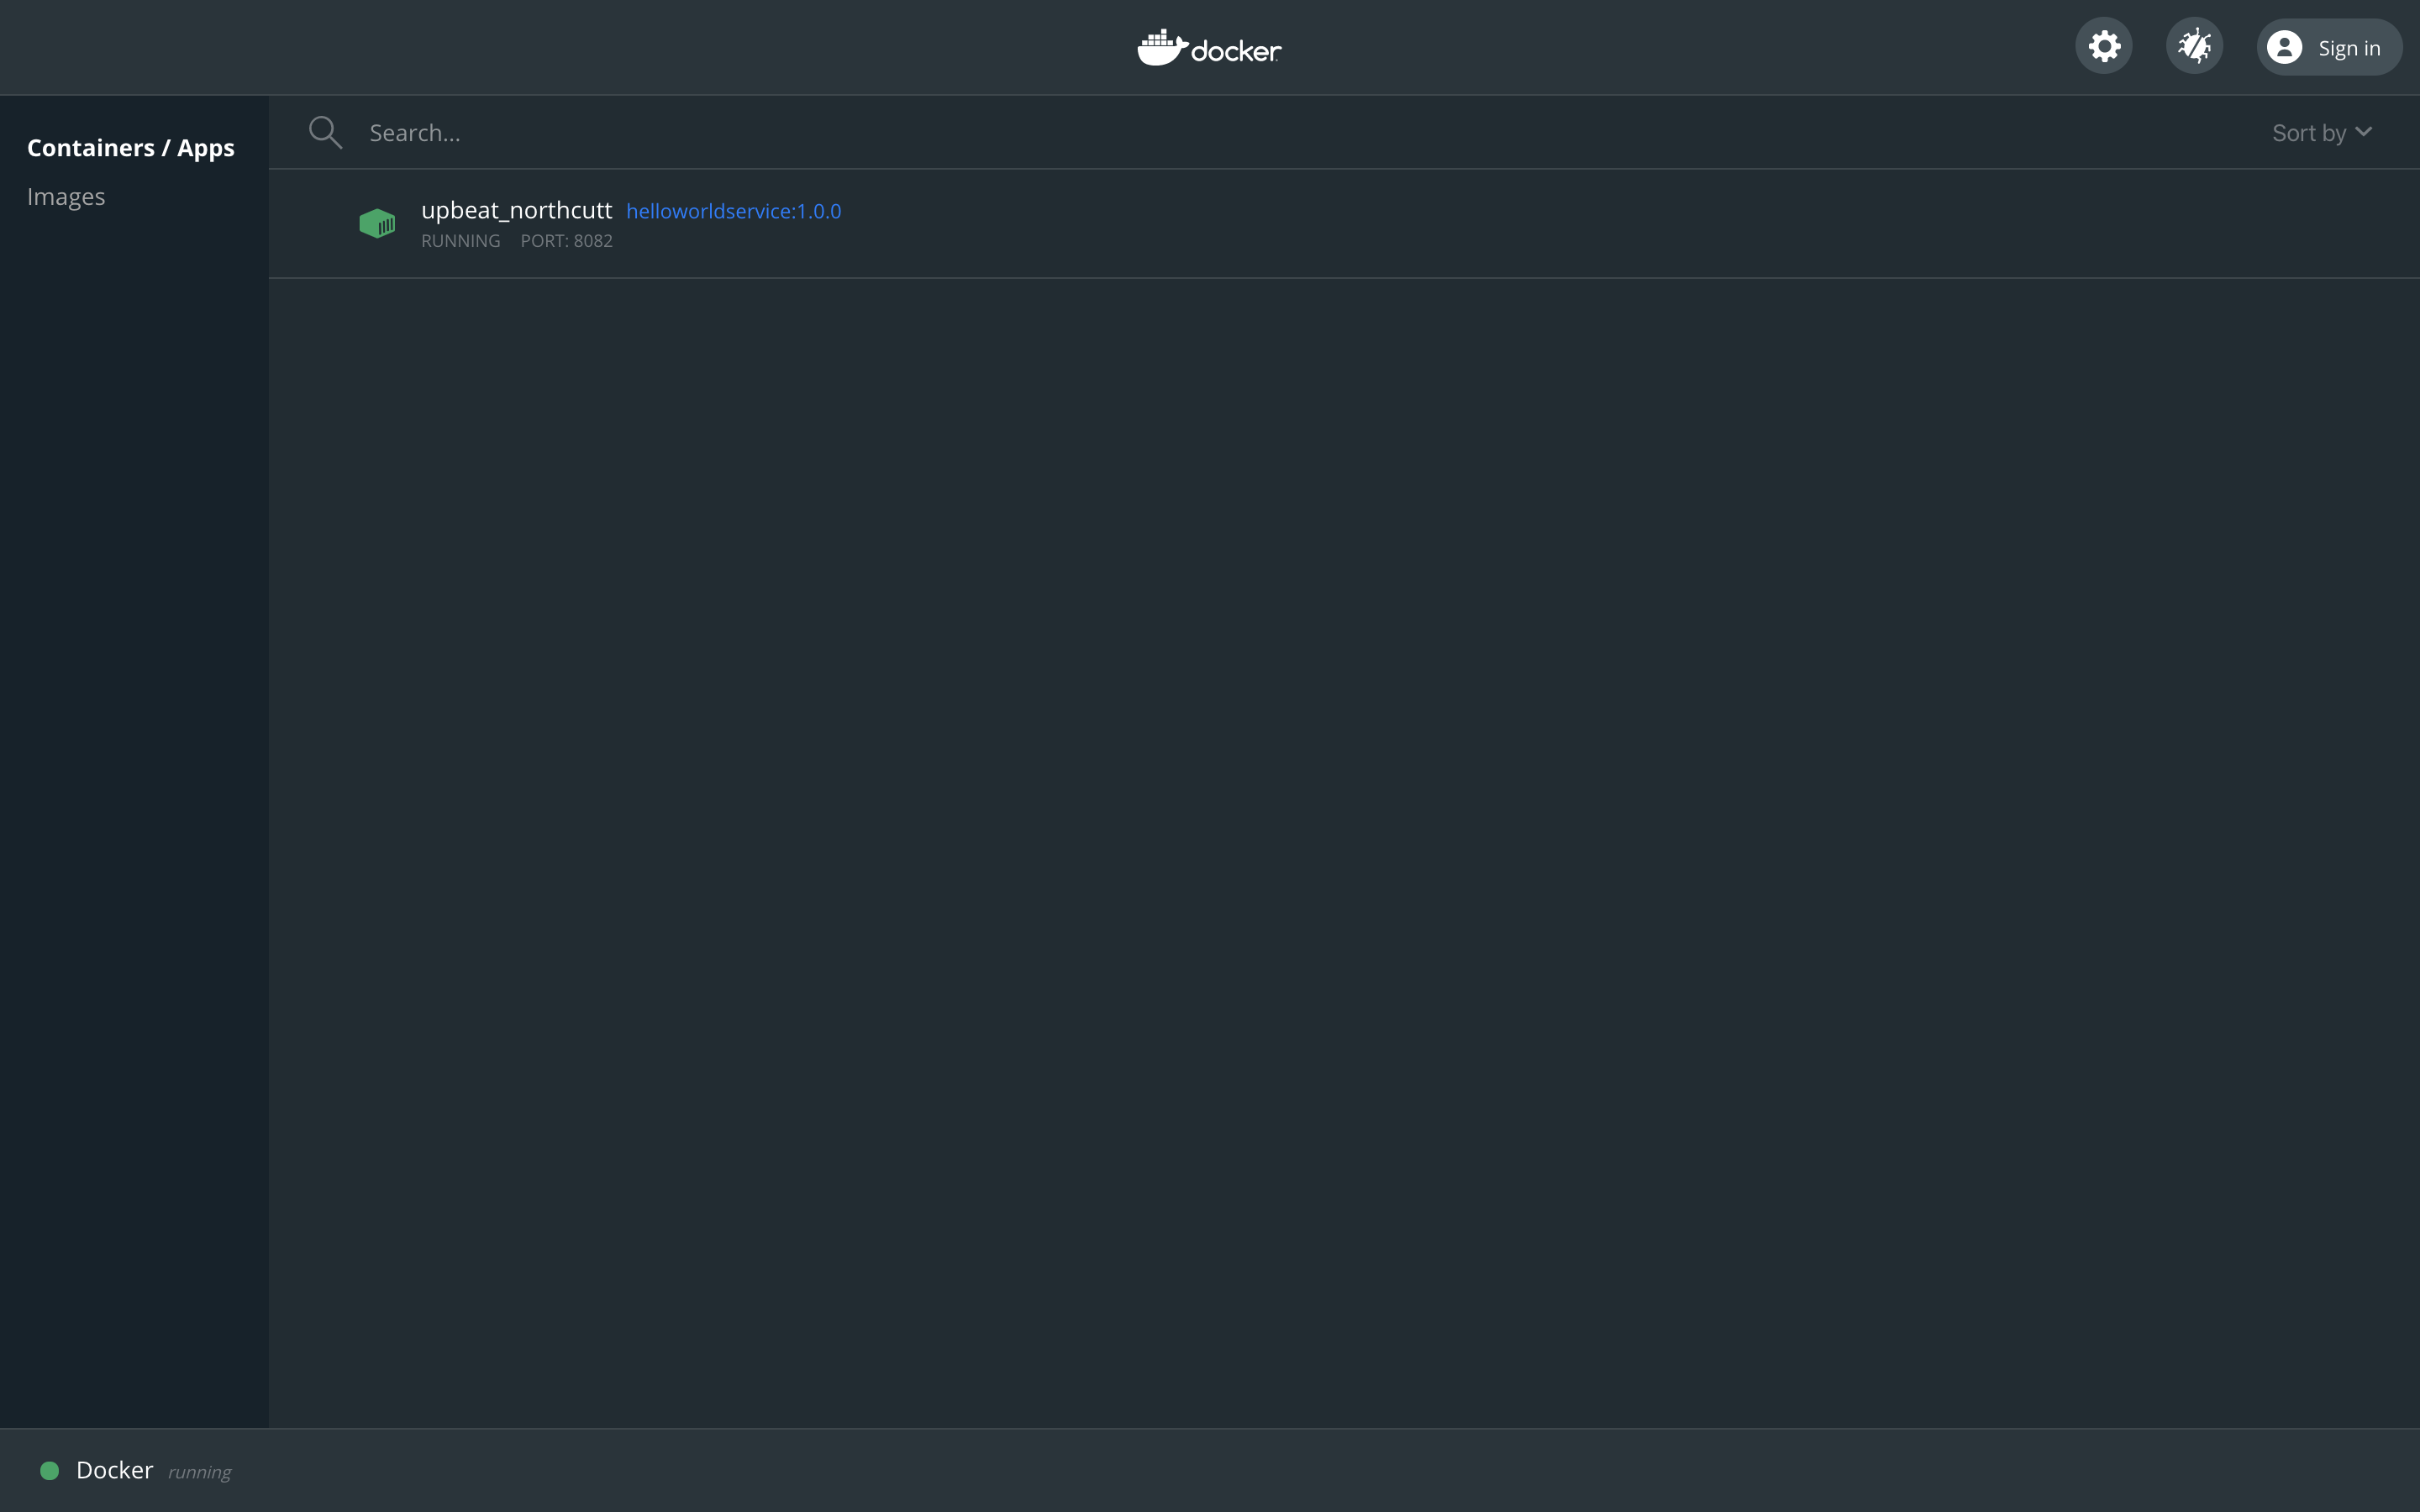 docker
Sign in
Containers / Apps
Images
Search...
Sort by
upbeat_northcutt helloworldservice:1.0.0
RUNNING PORT: 8082
Docker running